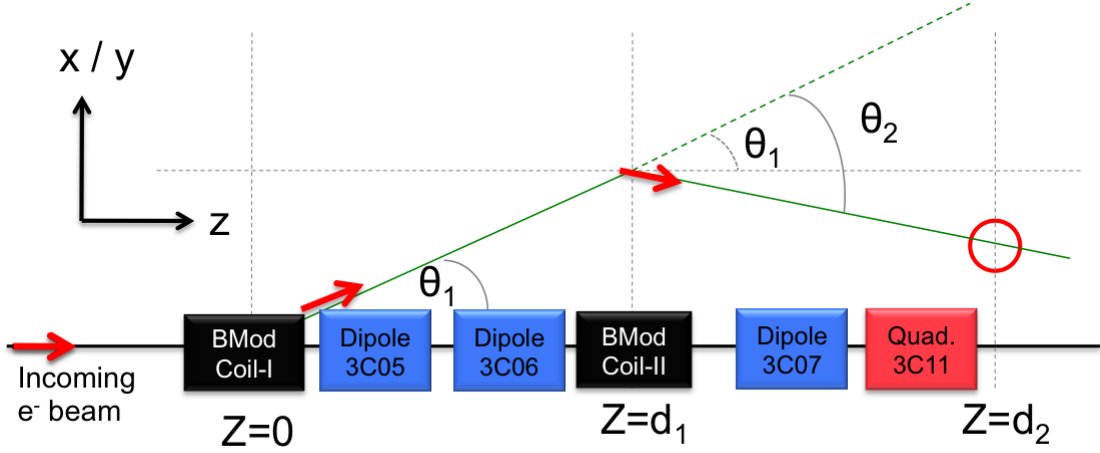 x / y
z
θ₁
θ₂
θ₁
BMod
Coil-I
Dipole
3C05
Dipole
3C06
BMod
Coil-II
Dipole
3C07
Quad.
3C11
Incoming
e⁻ beam
Z=0
Z=d₁
Z=d₂